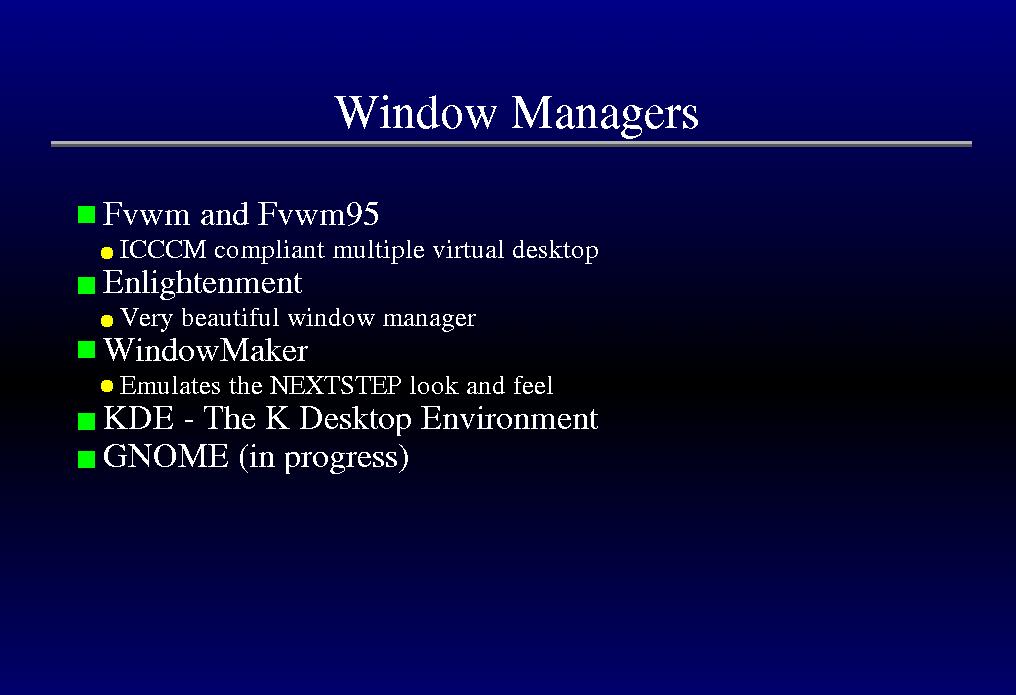 Window Managers
Fvwm and Fvwm95
ICCCM compliant multiple virtual desktop
Enlightenment
Very beautiful window manager
WindowMaker
Emulates the NEXTSTEP look and feel
KDE - The K Desktop Environment
GNOME (in progress)